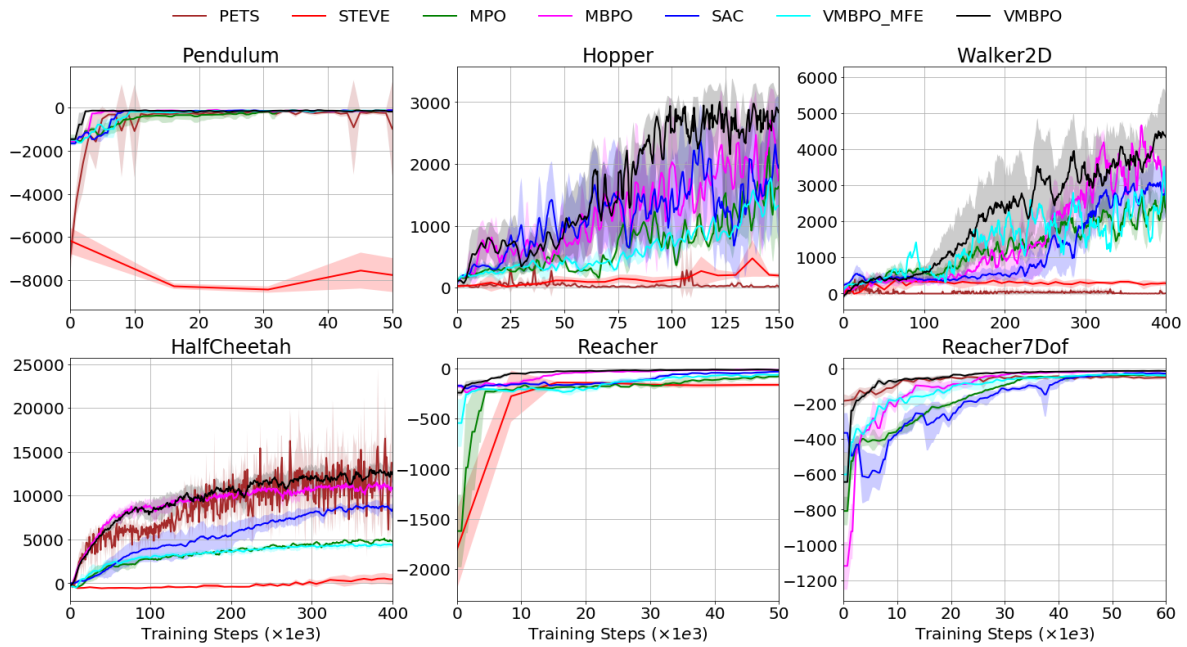 PETS STEVE MPO MBPO SAC VMBPO_MFE VMBPO
Pendulum Hopper Walker2D
0
−2000
−4000
−6000
−8000
0 10 20 30 40 50
3000
2000
1000
0
0 25 50 75 100 125 150
6000
5000
4000
3000
2000
1000
0
0 100 200 300 400
HalfCheetah Reacher Reacher7Dof
25000
20000
15000
10000
5000
0
0 100 200 300 400
Training Steps (×1e3)
0
−500
−1000
−1500
−2000
0 10 20 30 40 50
Training Steps (×1e3)
0
−200
−400
−600
−800
−1000
−1200
0 10 20 30 40 50 60
Training Steps (×1e3)